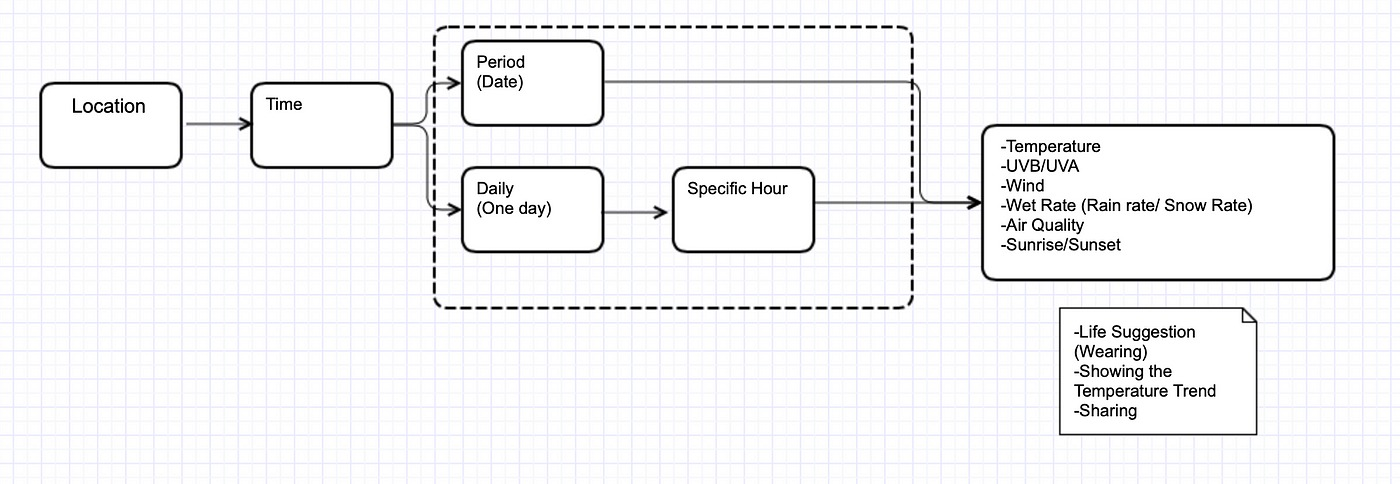 Location
Time
Period
(Date)
Daily
(One day)
Specific Hour
-Temperature
-UVB/UVA
-Wind
-Wet Rate (Rain rate/ Snow Rate)
-Air Quality
-Sunrise/Sunset
-Life Suggestion
(Wearing)
-Showing the
Temperature Trend
-Sharing